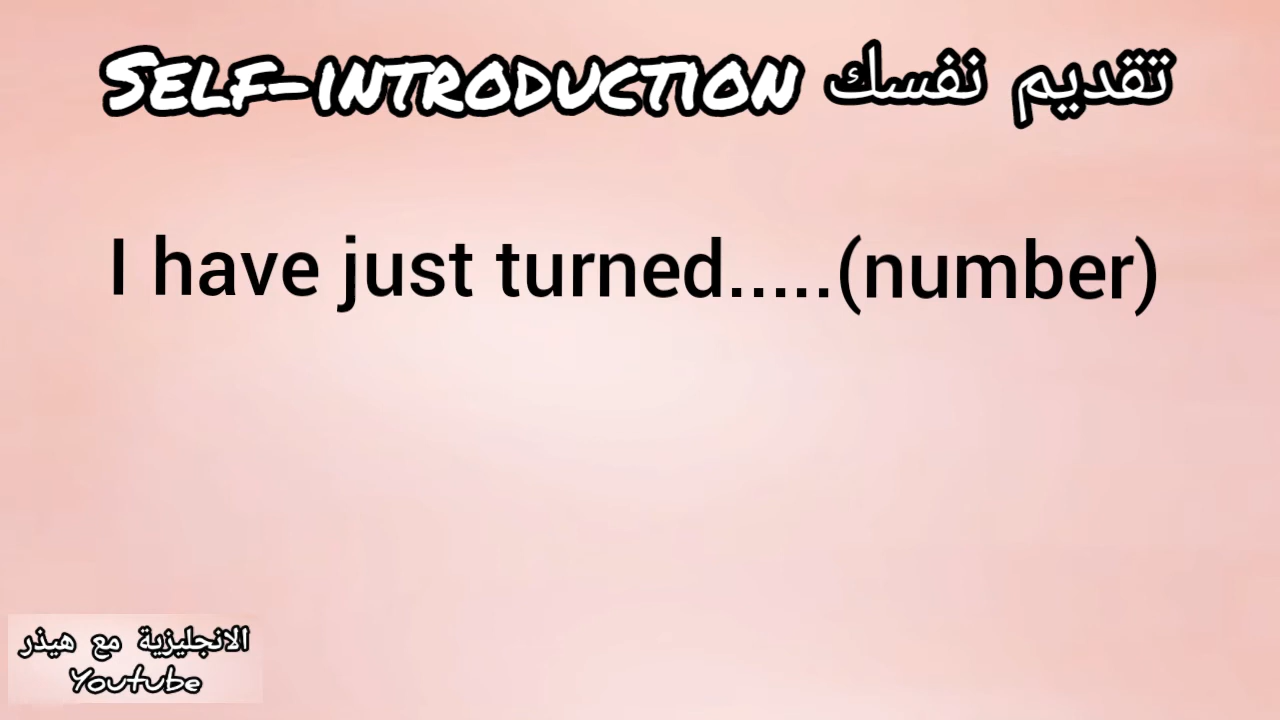 Self-introduction تقديم نفسك
I have just turned.....(number)
الانجليزية مع هيذر
Youtube